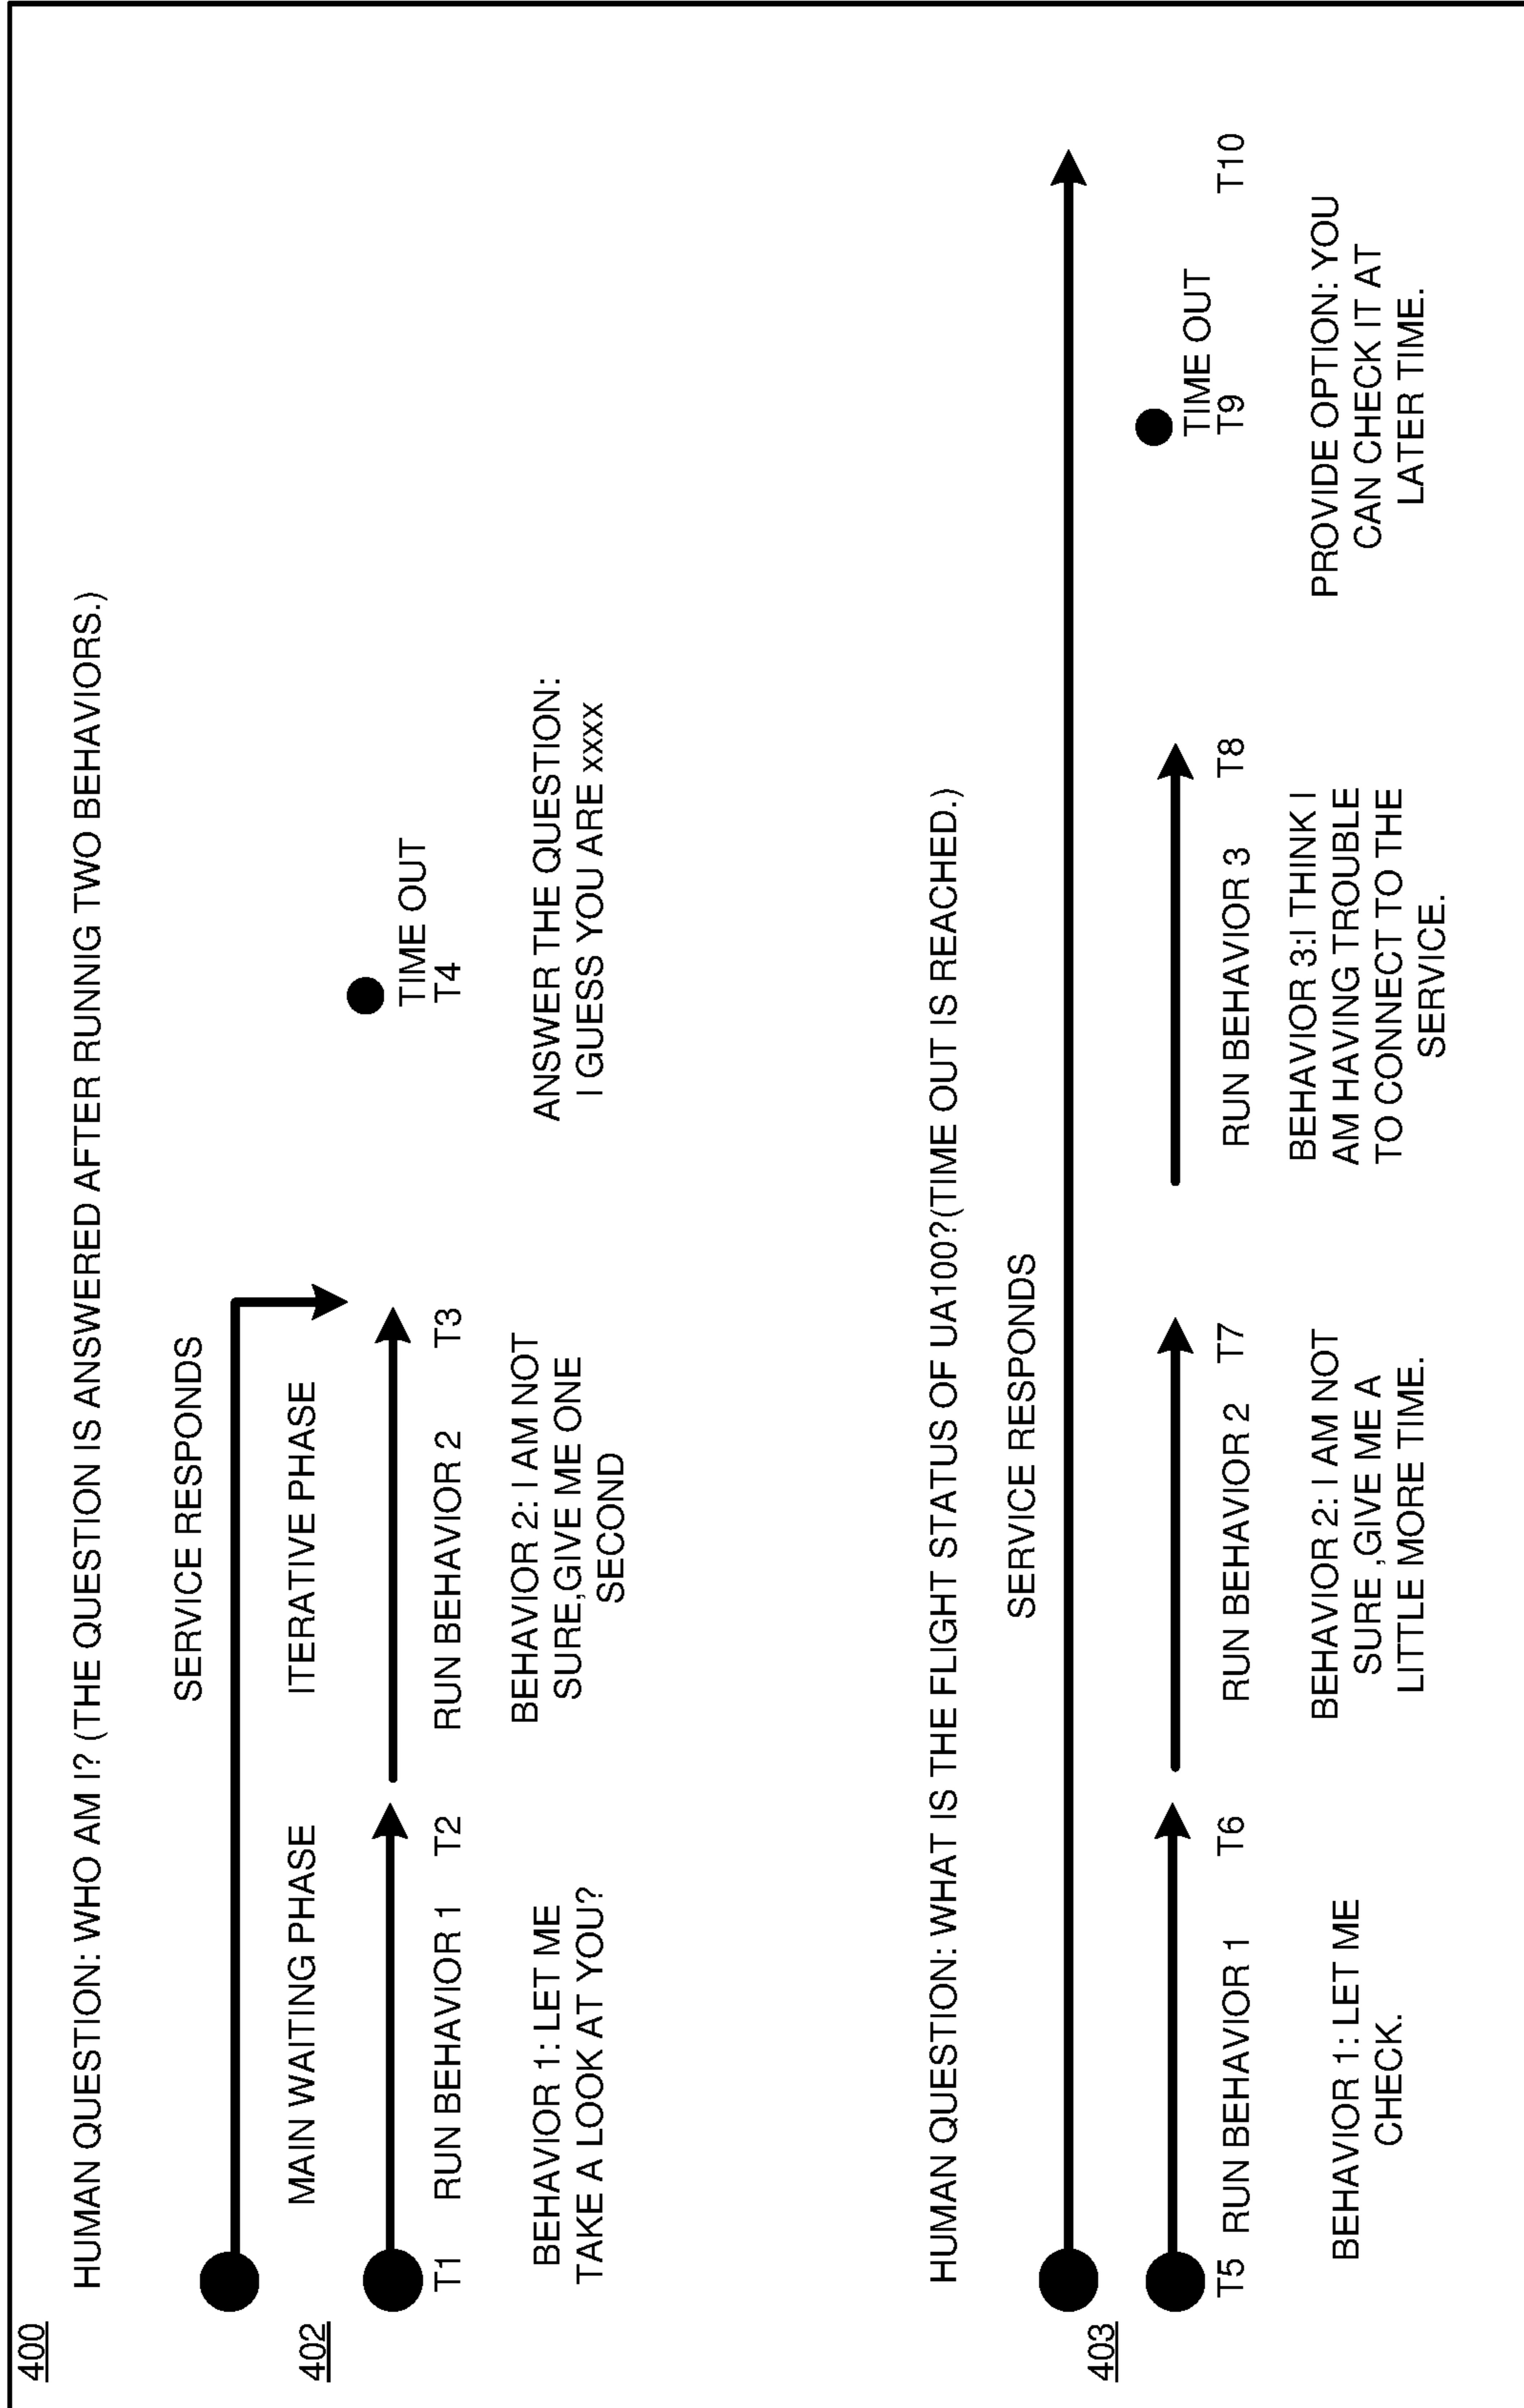 400
HUMAN QUESTION: WHO AM I? (THE QUESTION IS ANSWERED AFTER RUNNIG TWO BEHAVIORS.)
SERVICE RESPONDS
402
MAIN WAITING PHASE
ITERATIVE PHASE
TIME OUT
T1
RUN BEHAVIOR 1
T2
RUN BEHAVIOR 2
T3
T4
BEHAVIOR 1: LET ME
TAKE A LOOK AT YOU?
BEHAVIOR 2: I AM NOT
SURE,GIVE ME ONE
SECOND
ANSWER THE QUESTION:
I GUESS YOU ARE xxxx
HUMAN QUESTION: WHAT IS THE FLIGHT STATUS OF UA100?(TIME OUT IS REACHED.)
SERVICE RESPONDS
403
TIME OUT
T5
RUN BEHAVIOR 1
T6
RUN BEHAVIOR 2
T7
RUN BEHAVIOR 3
T8
T9
T10
BEHAVIOR 1: LET ME
CHECK.
BEHAVIOR 2: I AM NOT
SURE ,GIVE ME A
LITTLE MORE TIME.
BEHAVIOR 3:I THINK I
AM HAVING TROUBLE
TO CONNECT TO THE
SERVICE.
PROVIDE OPTION: YOU
CAN CHECK IT AT
LATER TIME.